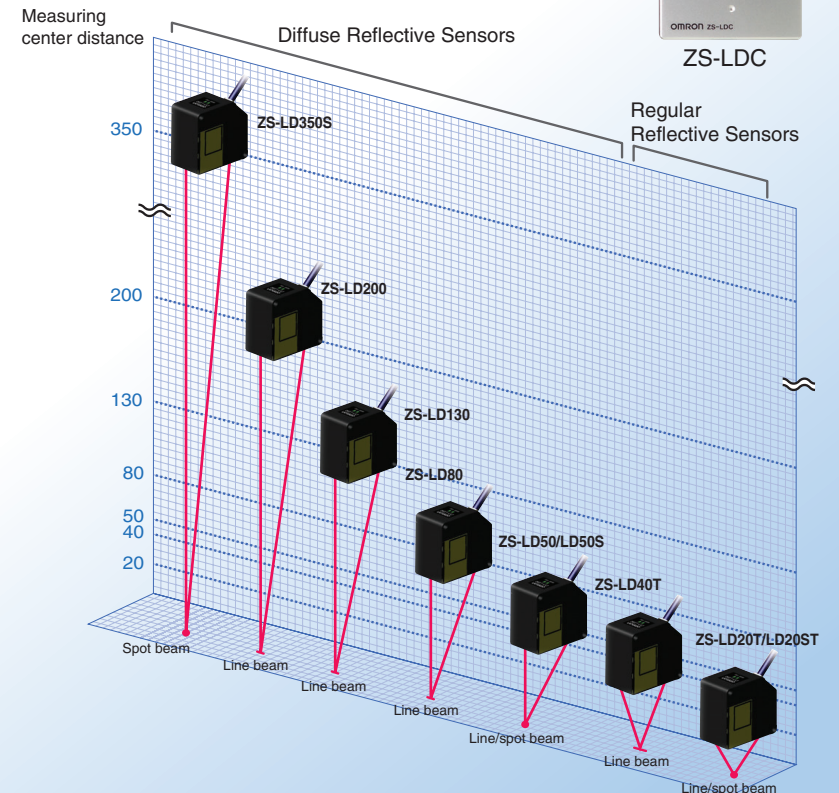 Measuring
center distance
Diffuse Reflective Sensors
OMRON ZS-LDC
ZS-LDC
Regular
Reflective Sensors
350
ZS-LD350S
200
ZS-LD200
130
ZS-LD130
80
ZS-LD80
50
40
20
ZS-LD50/LD50S
ZS-LD40T
ZS-LD20T/LD20ST
Spot beam
Line beam
Line beam
Line beam
Line/spot beam
Line beam
Line/spot beam